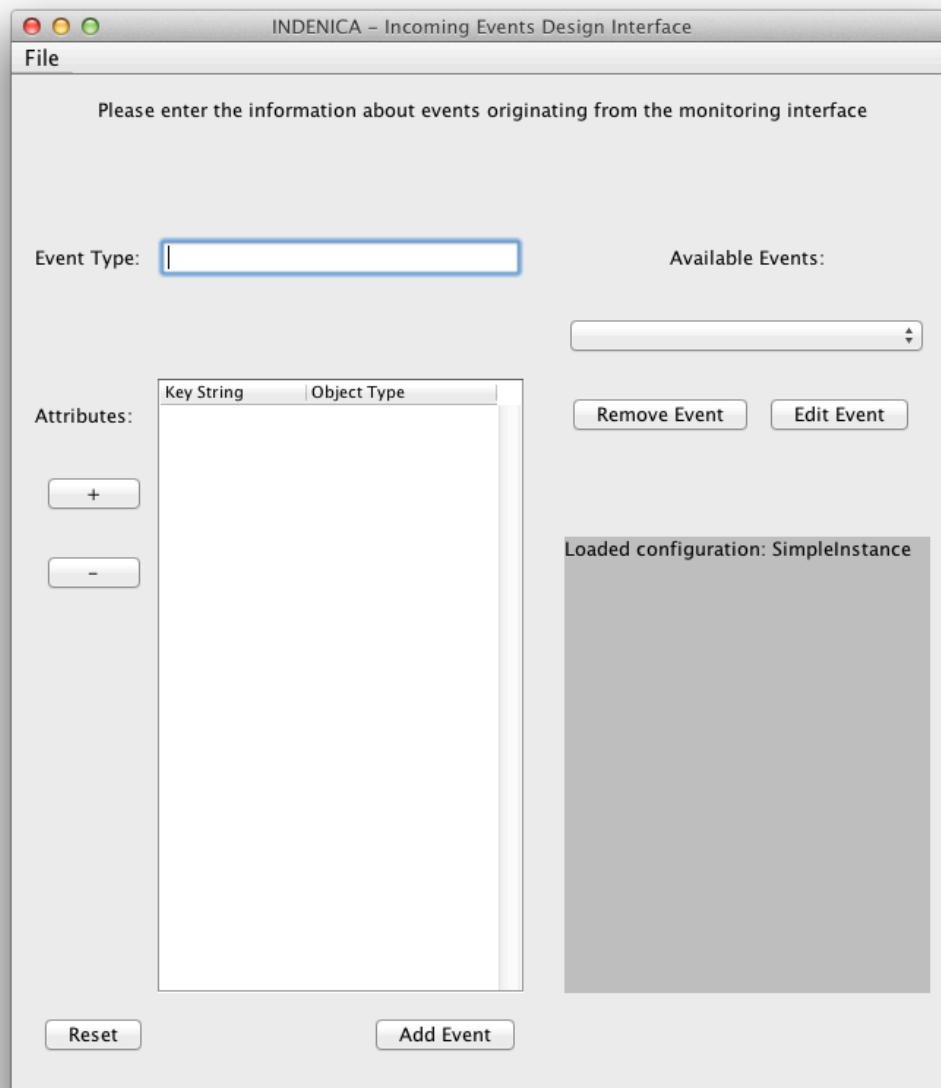 INDENICA – Incoming Events Design Interface
File
Please enter the information about events originating from the monitoring interface
Event Type:
Available Events:
Key String Object Type
Attributes:
Remove Event Edit Event
+
Loaded configuration: SimpleInstance
-
Reset Add Event